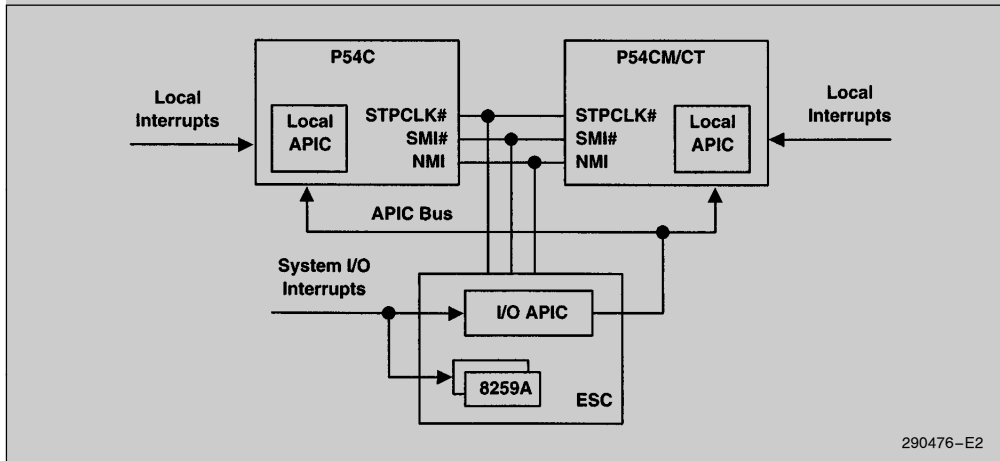 P54C
P54CM/CT
Local
Interrupts
Local
APIC
STPCLK#
SMI#
NMI
STPCLK#
SMI#
NMI
Local
APIC
Local
Interrupts
APIC Bus
System I/O
Interrupts
I/O APIC
8259A
ESC
290476–E2